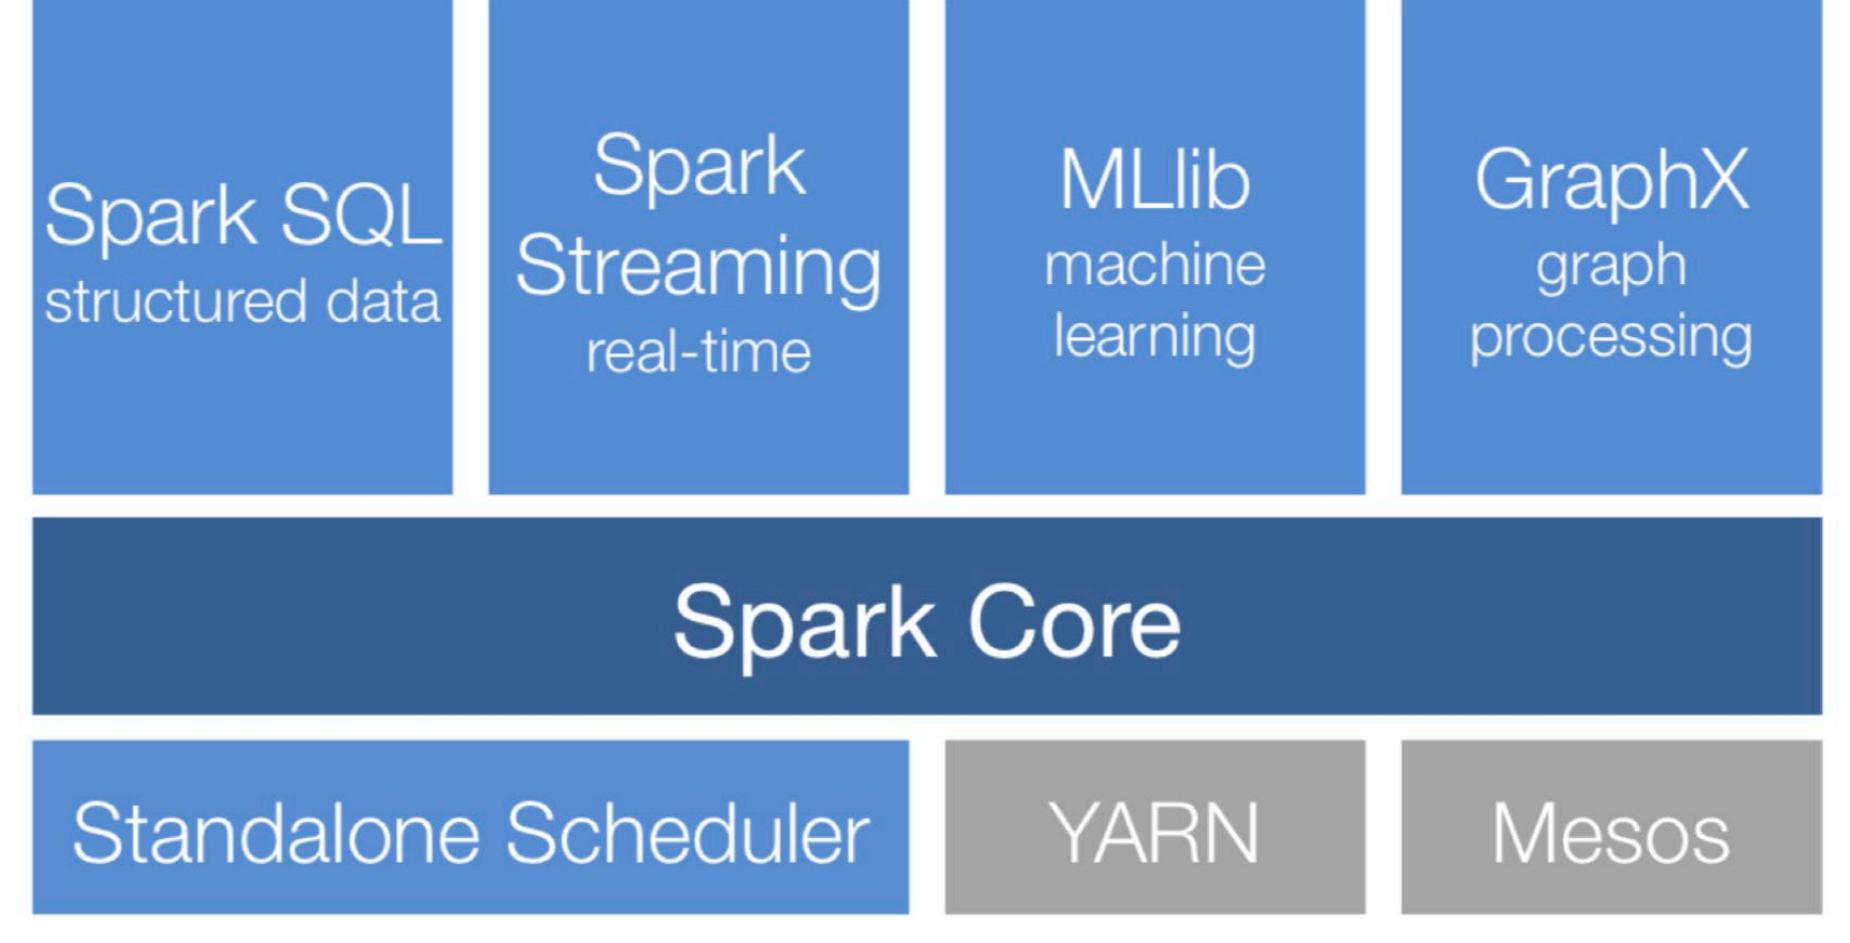 Spark SQL
structured data
Spark
Streaming
real-time
MLlib
machine
learning
GraphX
graph
processing
Spark Core
Standalone Scheduler
YARN
Mesos